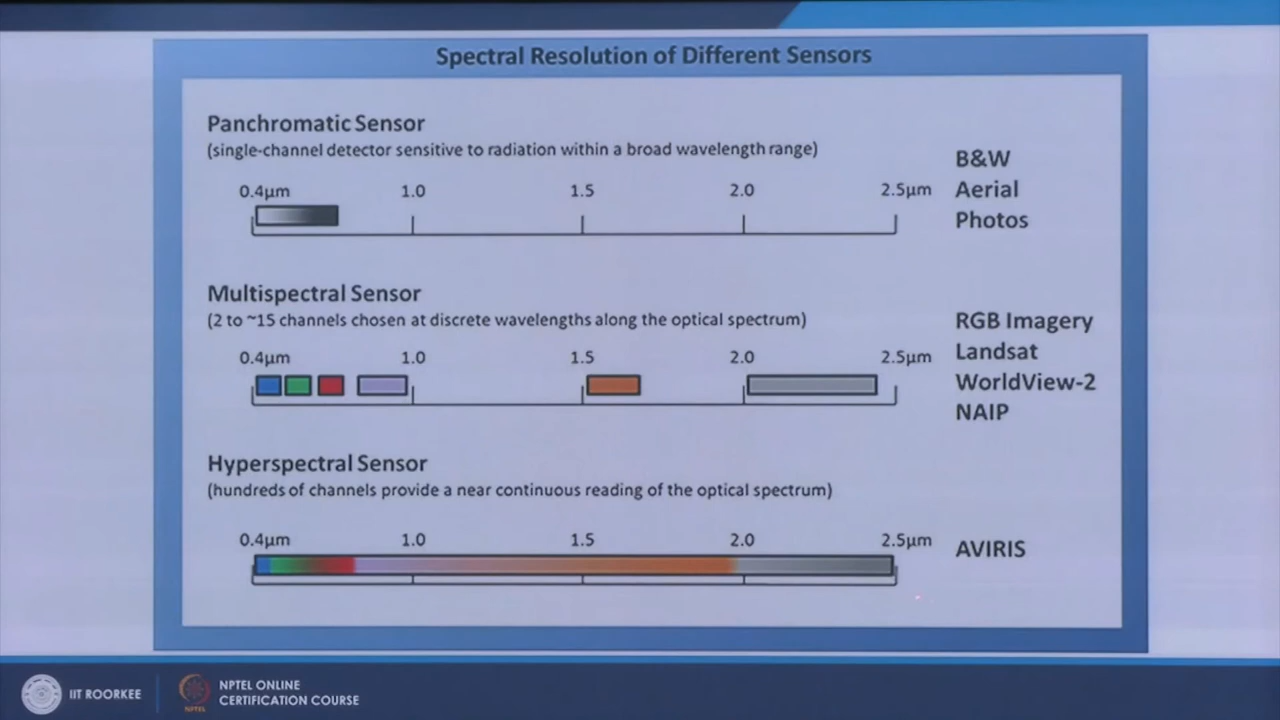 Spectral Resolution of Different Sensors
Panchromatic Sensor
(single-channel detector sensitive to radiation within a broad wavelength range)
0.4µm 1.0 1.5 2.0 2.5µm
B&W
Aerial
Photos
Multispectral Sensor
(2 to ~15 channels chosen at discrete wavelengths along the optical spectrum)
0.4µm 1.0 1.5 2.0 2.5µm
RGB Imagery
Landsat
WorldView-2
NAIP
Hyperspectral Sensor
(hundreds of channels provide a near continuous reading of the optical spectrum)
0.4µm 1.0 1.5 2.0 2.5µm
AVIRIS
IIT ROORKEE
NPTEL
NPTEL ONLINE
CERTIFICATION COURSE